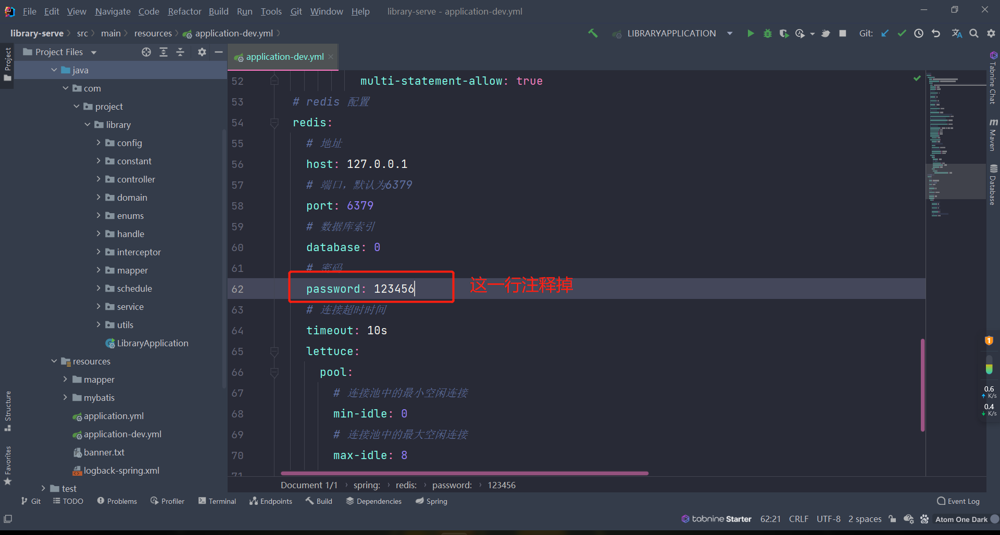 File Edit View Navigate Code Refactor Build Run Tools Git Window Help library-serve - application-dev.yml
library-serve src main resources application-dev.yml LIBRARYAPPLICATION Git:
Project Files
application-dev.yml
Project
java
com
project
library
config
constant
controller
domain
enums
handle
interceptor
mapper
schedule
service
utils
LibraryApplication
resources
mapper
mybatis
application.yml
application-dev.yml
banner.txt
logback-spring.xml
test
Structure
Favorites
52 multi-statement-allow: true
53 # redis 配置
54 redis:
55 # 地址
56 host: 127.0.0.1
57 # 端口，默认为6379
58 port: 6379
59 # 数据库索引
60 database: 0
61 # 密码
62 password: 123456
这一行注释掉
63 # 连接超时时间
64 timeout: 10s
65 lettuce:
66 pool:
67 # 连接池中的最小空闲连接
68 min-idle: 0
69 # 连接池中的最大空闲连接
70 max-idle: 8
71
Document 1/1 spring: redis: password: 123456
Tabnine Chat
Maven
Database
1
0.6
K/s
0.4
K/s
Git TODO Problems Profiler Terminal Endpoints Build Dependencies Spring Event Log
tabnine Starter 62:21 CRLF UTF-8 2 spaces Atom One Dark